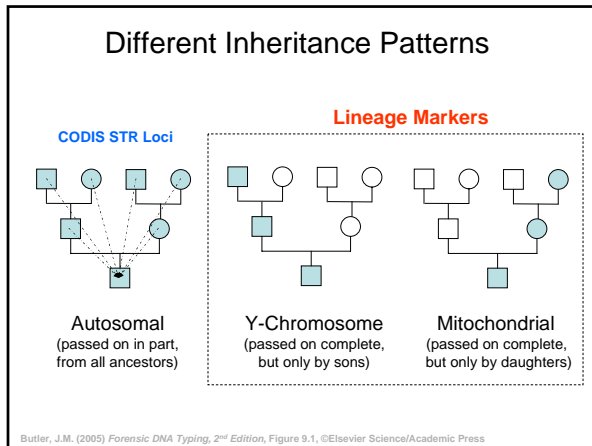 Different Inheritance Patterns
Lineage Markers
CODIS STR Loci
Autosomal
(passed on in part,
from all ancestors)
Y-Chromosome
(passed on complete,
but only by sons)
Mitochondrial
(passed on complete,
but only by daughters)
Butler, J.M. (2005) Forensic DNA Typing, 2nd Edition, Figure 9.1, ©Elsevier Science/Academic Press